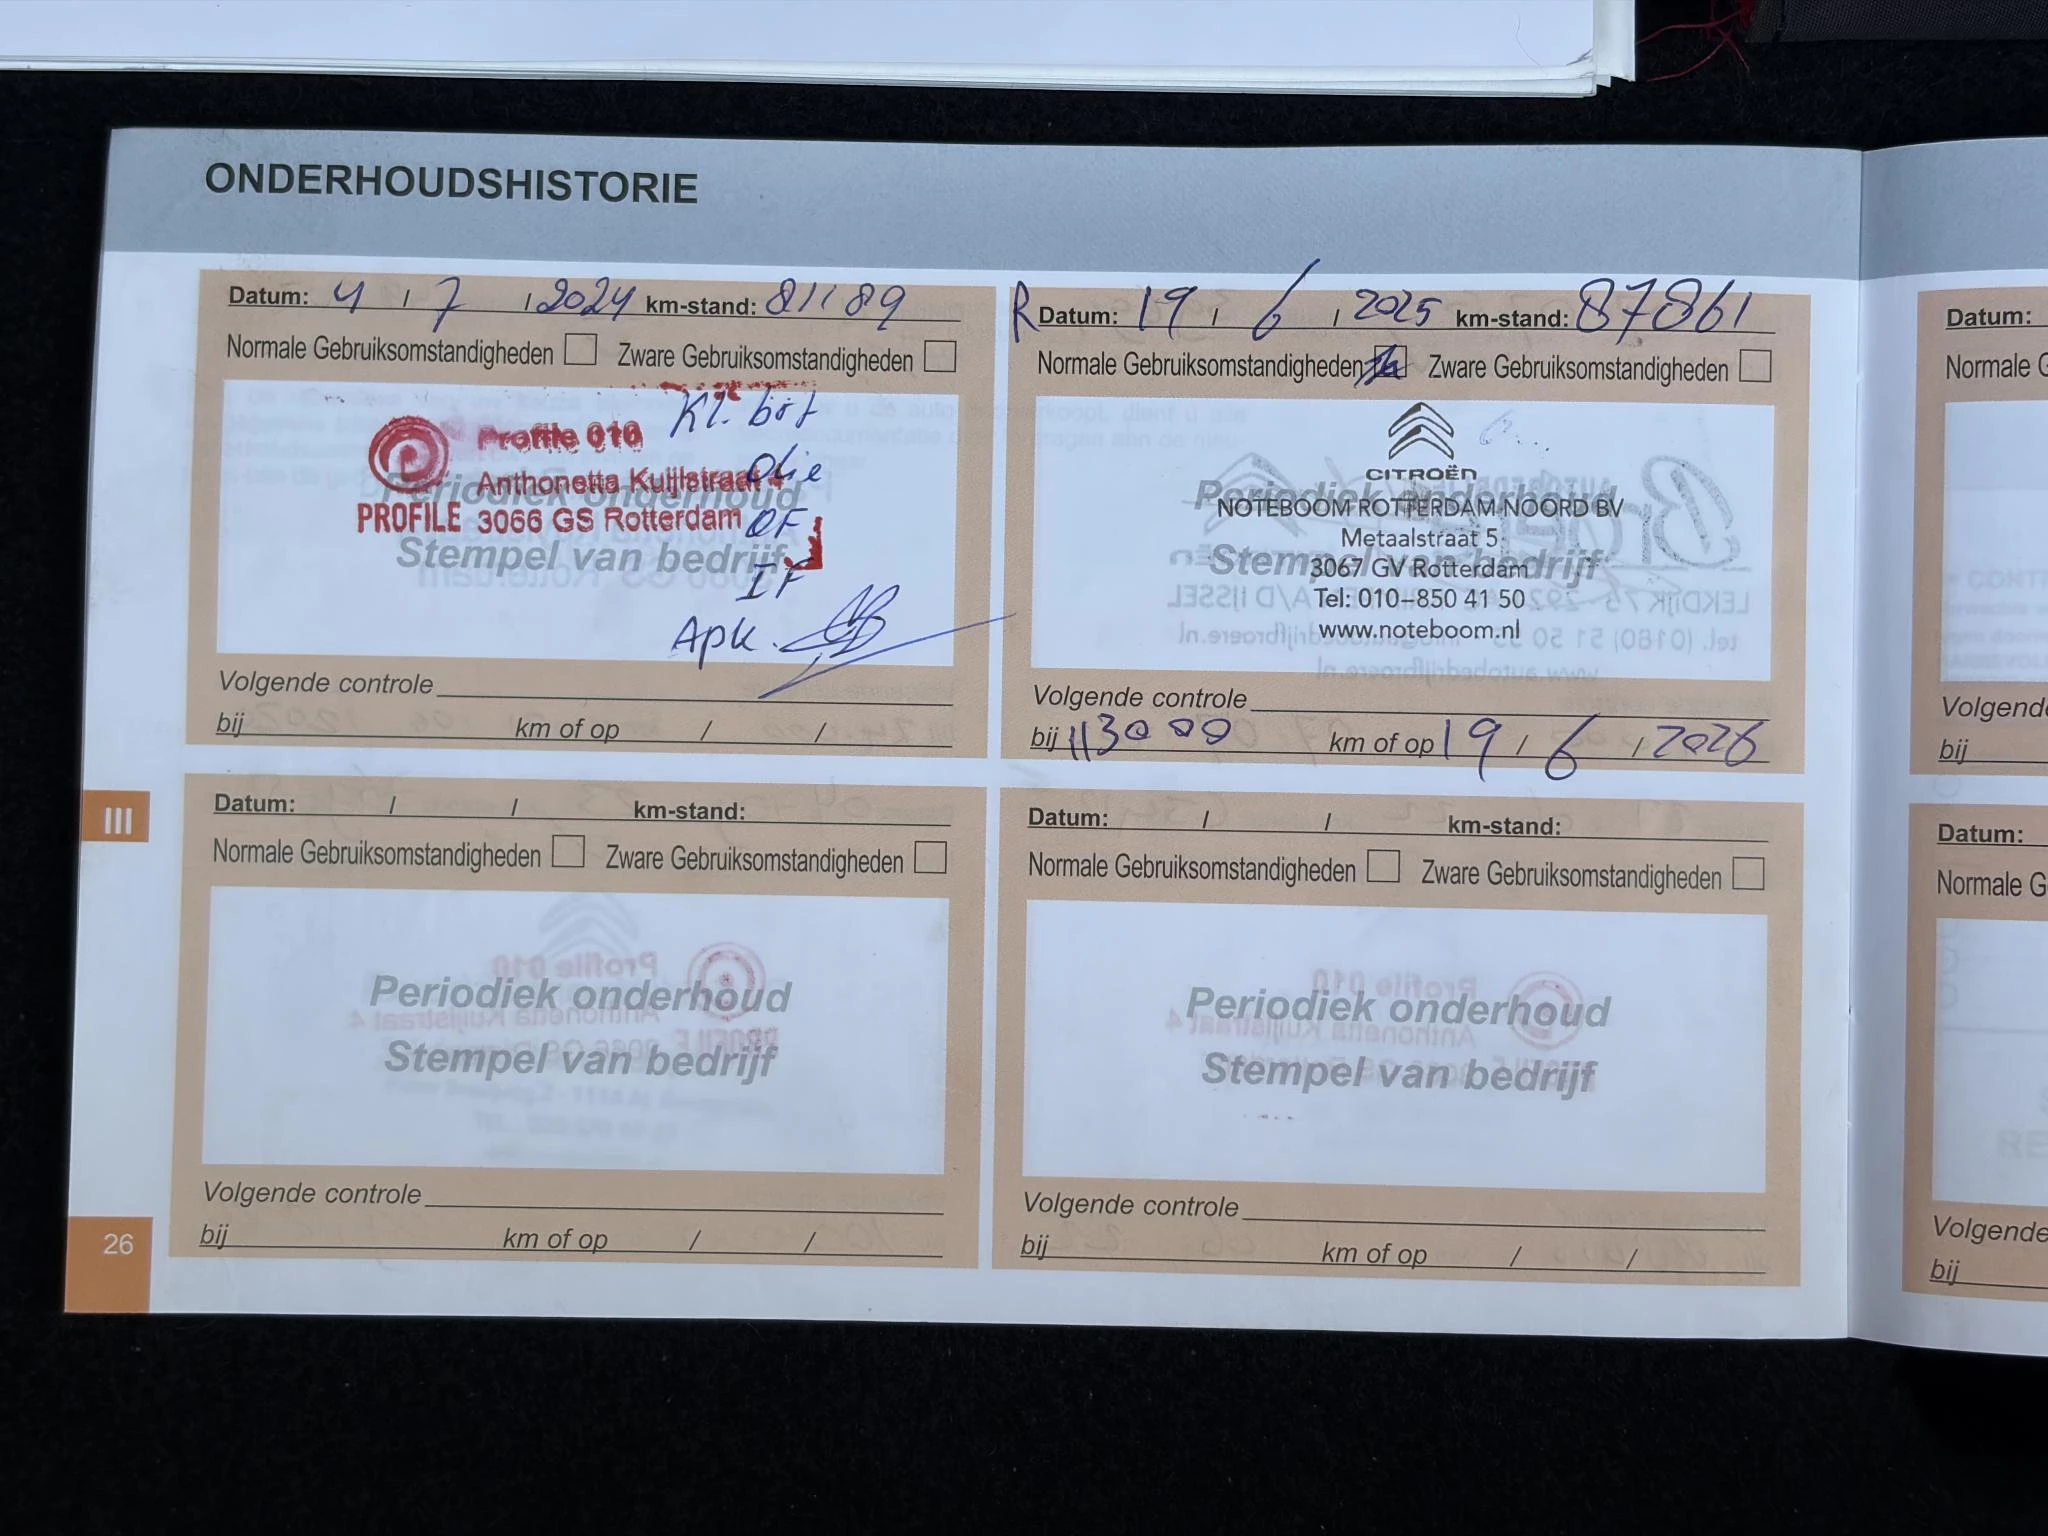 ONDERHOUDSHISTORIE
Datum: 4 / 7 / 2024 km-stand: 81189
Normale Gebruiksomstandigheden Zware Gebruiksomstandigheden
Kl. brt
Profile 010
Olie
Anthonetta Kuijlstraat 4
Periodiek onderhoud
PROFILE 3066 GS Rotterdam
OF
Stempel van bedrijf
IF
Apk.
Volgende controle
bij km of op / /
R Datum: 19 / 6 / 2025 km-stand: 87861
Normale Gebruiksomstandigheden Zware Gebruiksomstandigheden
CITROËN
Periodiek onderhoud
NOTEBOOM ROTTERDAM-NOORD BV
Metaalstraat 5
Stempel van bedrijf
3067 GV Rotterdam
Tel: 010-850 41 50
www.noteboom.nl
Volgende controle
bij 113000 km of op 19 / 6 / 2026
Datum: / / km-stand:
Normale Gebruiksomstandigheden Zware Gebruiksomstandigheden
Periodiek onderhoud
Stempel van bedrijf
Volgende controle
bij km of op / /
Datum: / / km-stand:
Normale Gebruiksomstandigheden Zware Gebruiksomstandigheden
Periodiek onderhoud
Stempel van bedrijf
Volgende controle
bij km of op / /
III
26
Datum:
Normale G
Volgende
bij
Datum:
Normale G
Volgende
bij